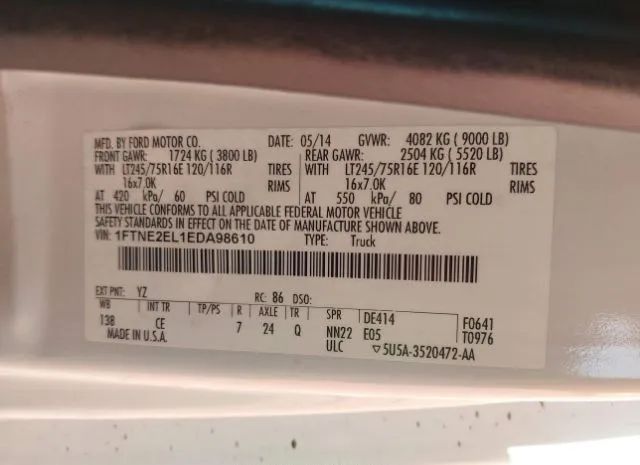 MFD. BY FORD MOTOR CO. DATE: 05/14 GVWR: 4082 KG ( 9000 LB)
FRONT GAWR: 1724 KG ( 3800 LB) REAR GAWR: 2504 KG ( 5520 LB)
WITH LT245/75R16E 120/116R TIRES WITH LT245/75R16E 120/116R TIRES
16x7.0K RIMS 16x7.0K RIMS
AT 420 kPa/ 60 PSI COLD AT 550 kPa/ 80 PSI COLD
THIS VEHICLE CONFORMS TO ALL APPLICABLE FEDERAL MOTOR VEHICLE
SAFETY STANDARDS IN EFFECT ON THE DATE OF MANUFACTURE SHOWN ABOVE.
VIN: 1FTNE2EL1EDA98610 TYPE: Truck
EXT PNT: YZ RC: 86 DSO:
WB INT TR TP/PS R AXLE TR SPR DE414 F0641
138 CE 7 24 Q NN22 E05 T0976
MADE IN U.S.A. ULC ▽5U5A-3520472-AA